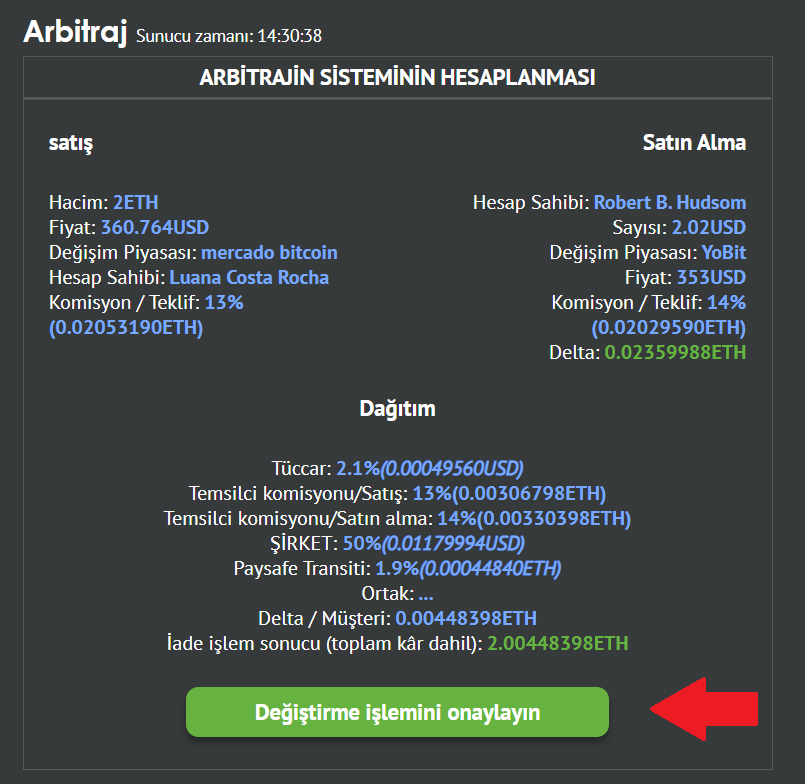 Arbitraj Sunucu zamanı: 14:30:38
ARBİTRAJİN SİSTEMİNİN HESAPLANMASI
satış
Hacim: 2ETH
Fiyat: 360.764USD
Değişim Piyasası: mercado bitcoin
Hesap Sahibi: Luana Costa Rocha
Komisyon / Teklif: 13%
(0.02053190ETH)
Satın Alma
Hesap Sahibi: Robert B. Hudsom
Sayısı: 2.02USD
Değişim Piyasası: YoBit
Fiyat: 353USD
Komisyon / Teklif: 14%
(0.02029590ETH)
Delta: 0.02359988ETH
Dağıtım
Tüccar: 2.1%(0.00049560USD)
Temsilci komisyonu/Satış: 13%(0.00306798ETH)
Temsilci komisyonu/Satın alma: 14%(0.00330398ETH)
ŞİRKET: 50%(0.01179994USD)
Paysafe Transiti: 1.9%(0.00044840ETH)
Ortak: ...
Delta / Müşteri: 0.00448398ETH
İade işlem sonucu (toplam kâr dahil): 2.00448398ETH
Değiştirme işlemini onaylayın